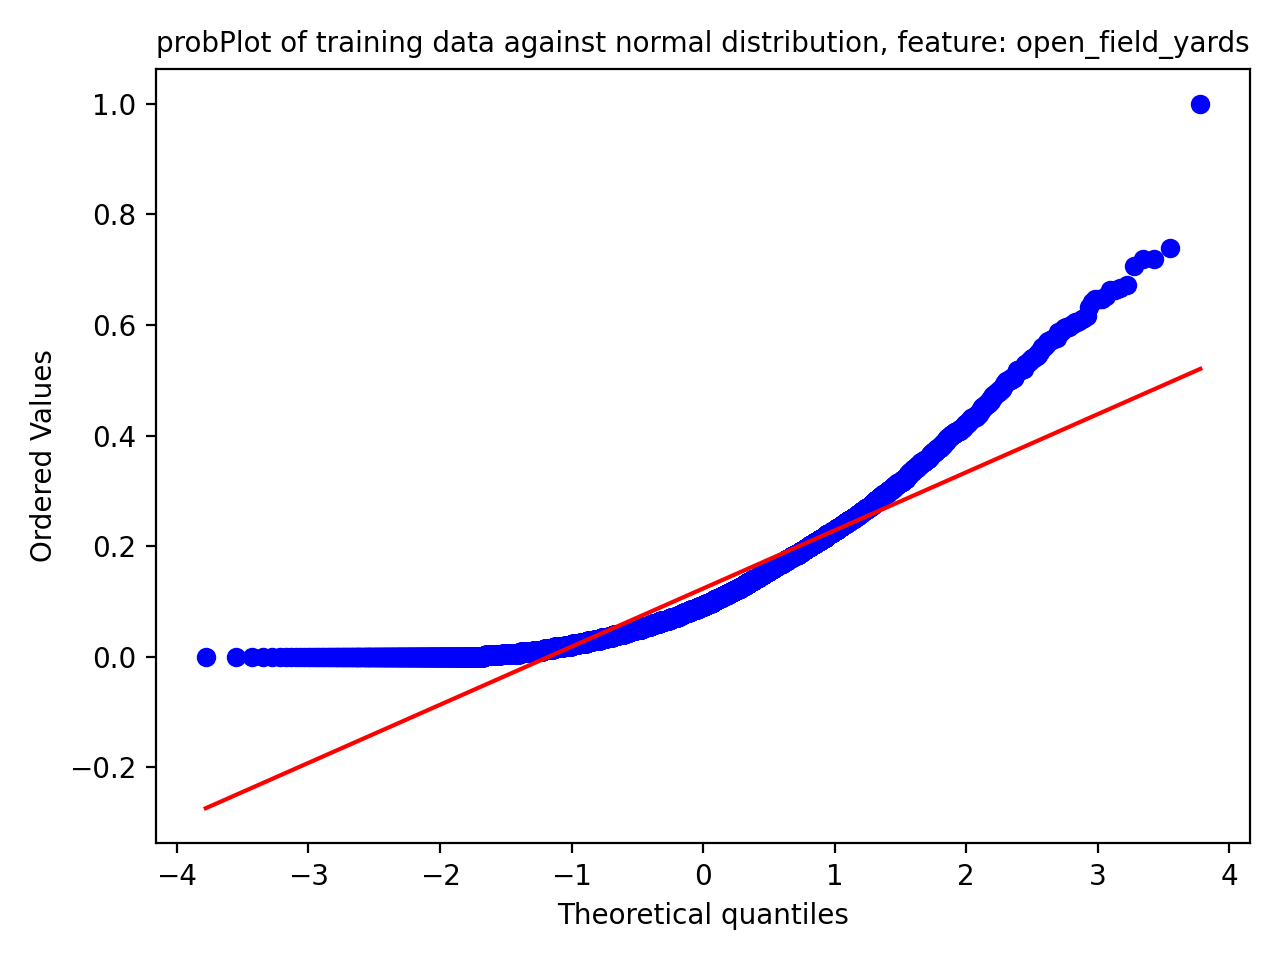 probPlot of training data against normal distribution, feature: open_field_yards
1.0
0.8
0.6
0.4
0.2
0.0
−0.2
Ordered Values
−4 −3 −2 −1 0 1 2 3 4
Theoretical quantiles